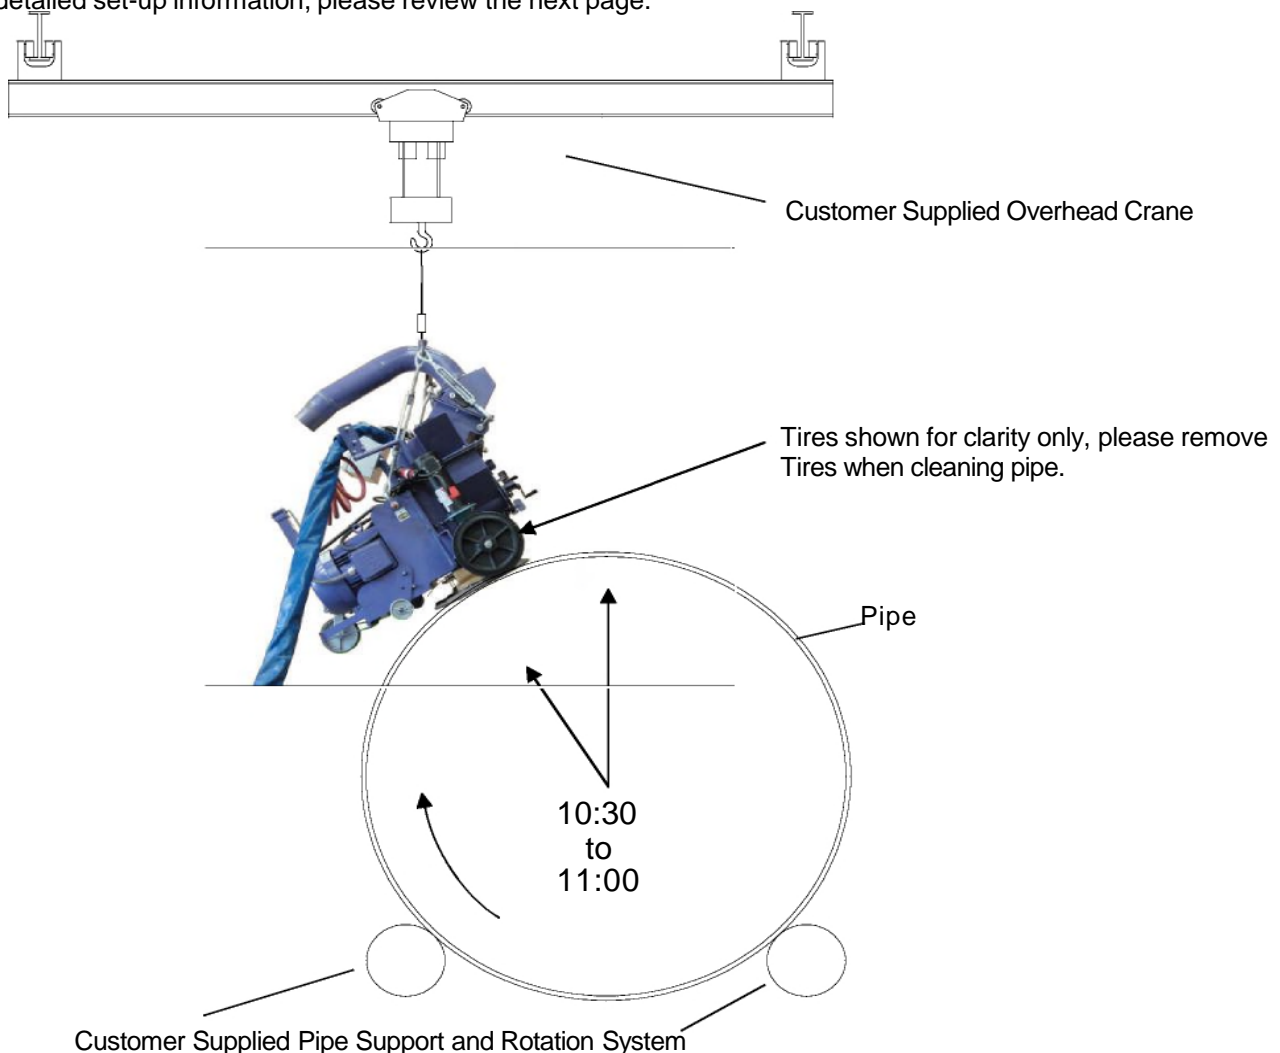 detailed set-up information, please review the next page.
Customer Supplied Overhead Crane
Tires shown for clarity only, please remove
Tires when cleaning pipe.
Pipe
10:30
to
11:00
Customer Supplied Pipe Support and Rotation System